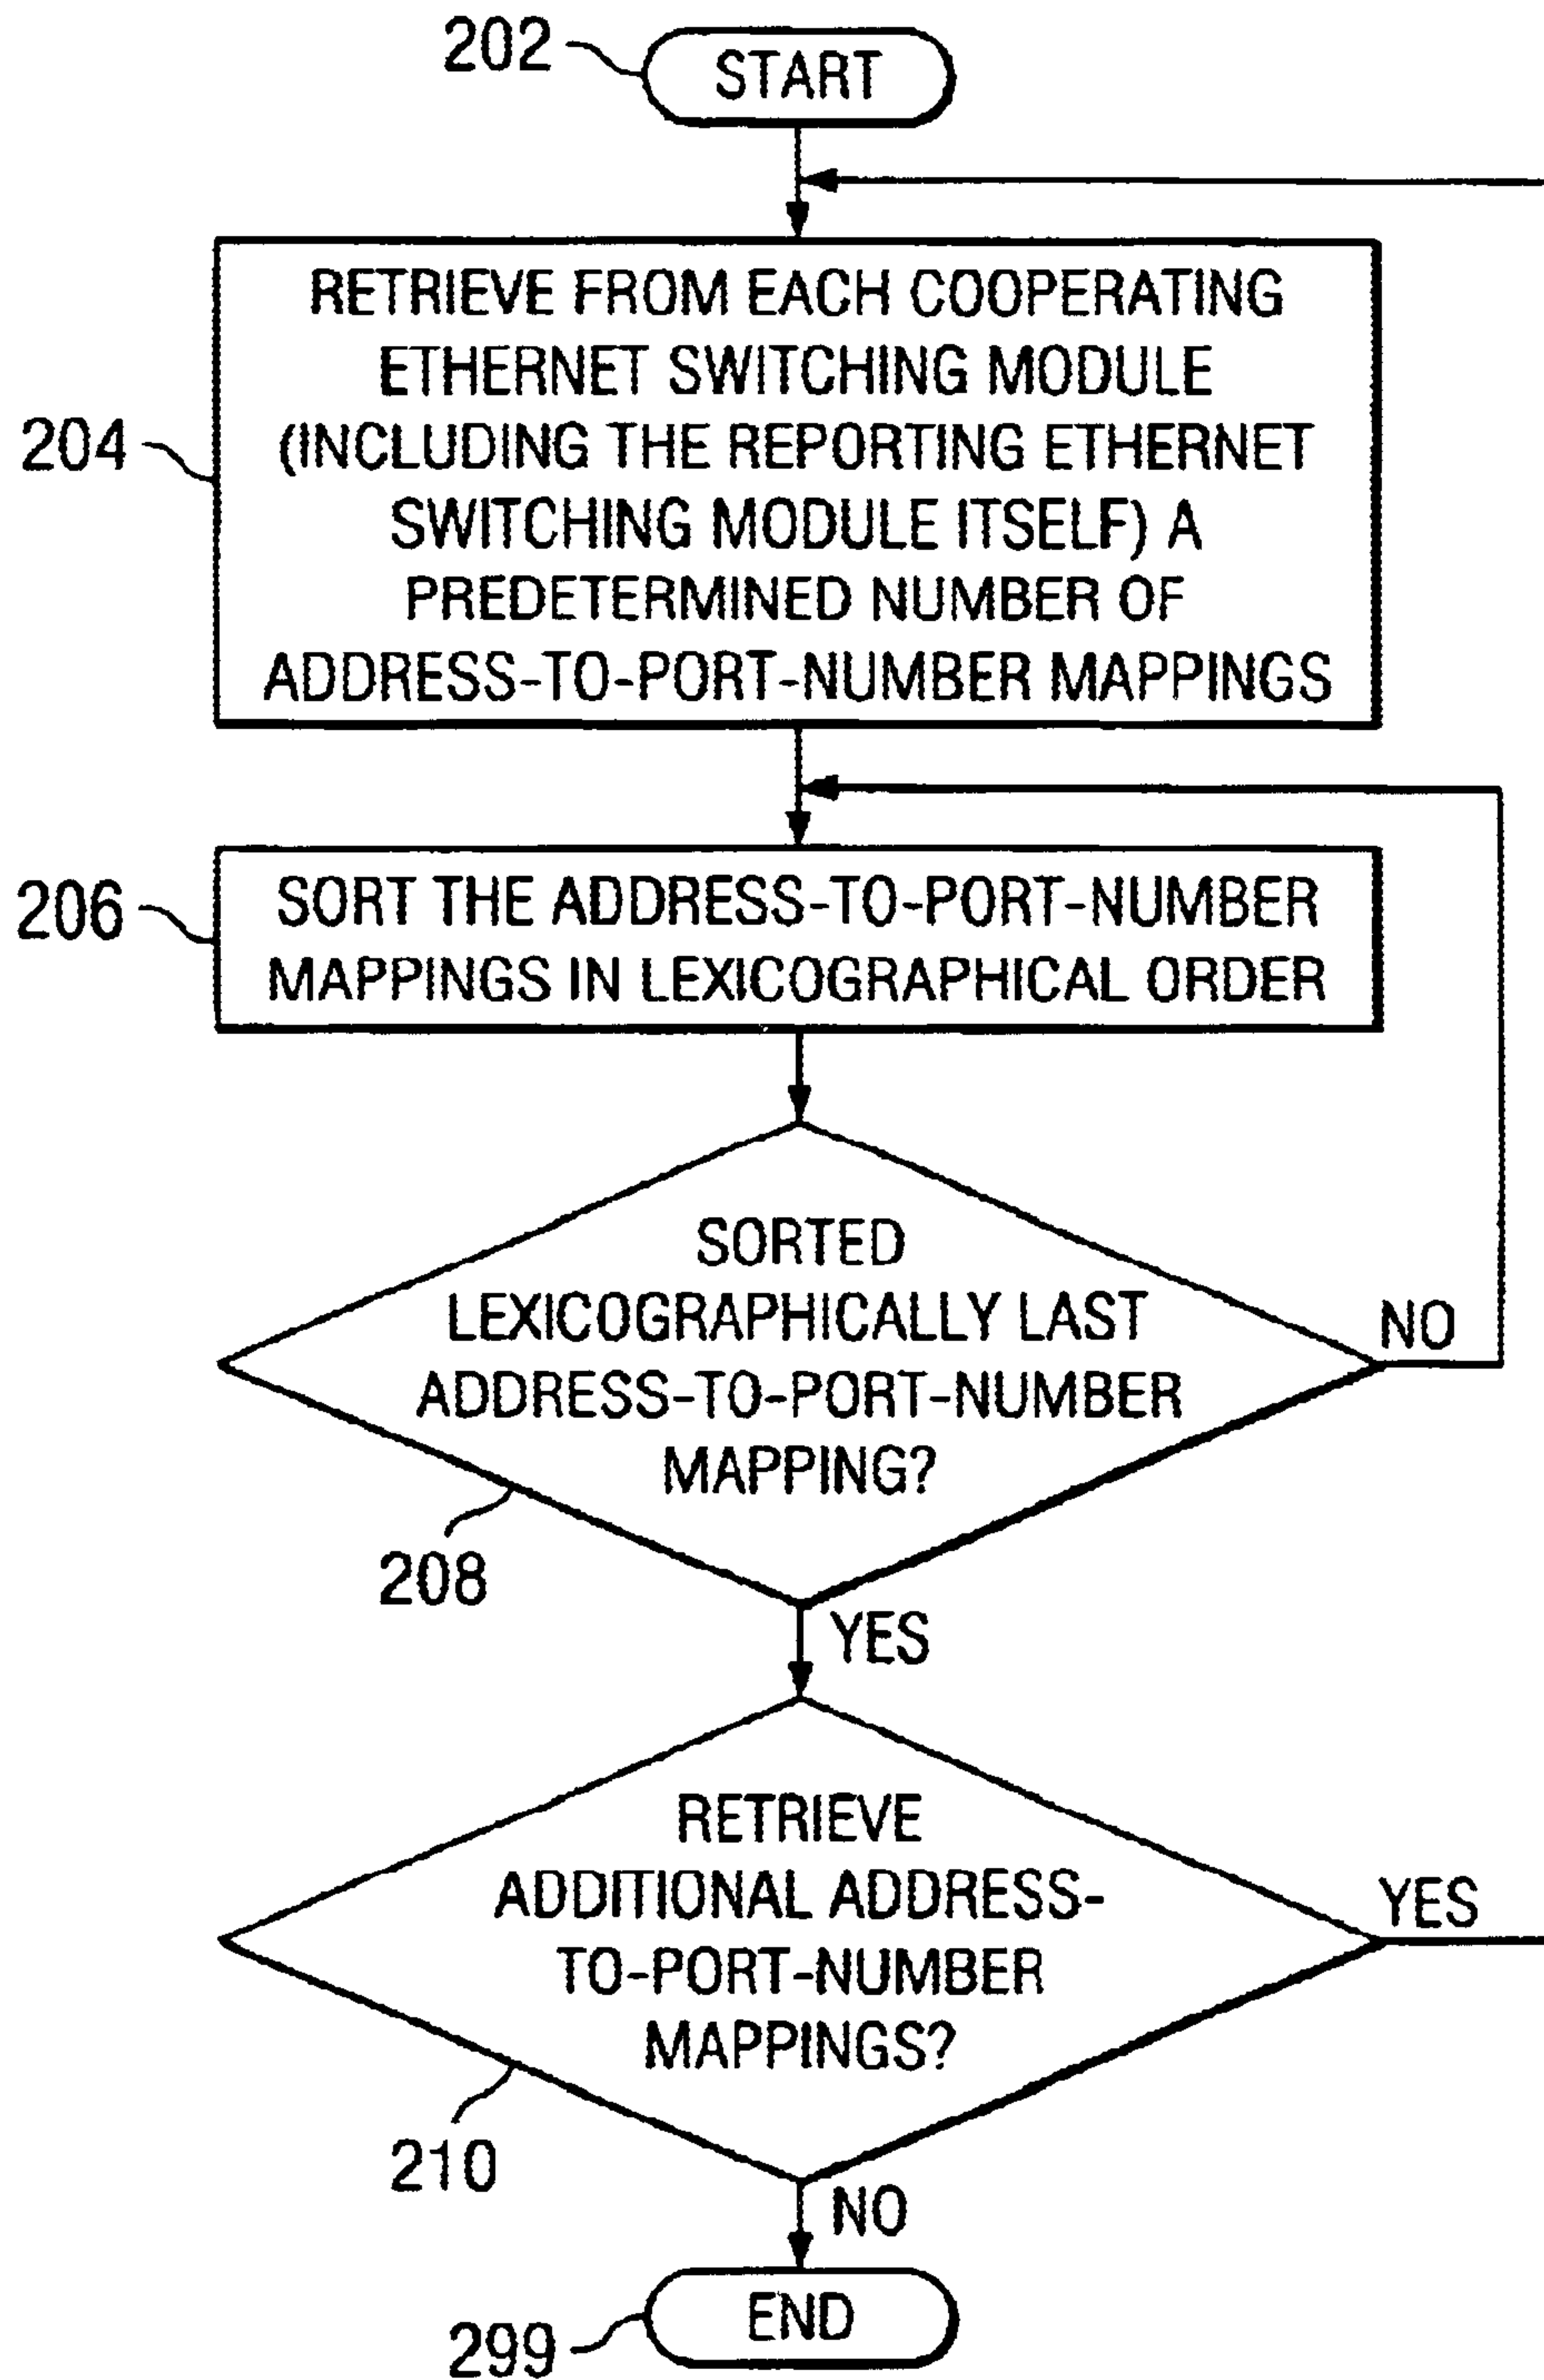 202
START
204
RETRIEVE FROM EACH COOPERATING
ETHERNET SWITCHING MODULE
(INCLUDING THE REPORTING ETHERNET
SWITCHING MODULE ITSELF) A
PREDETERMINED NUMBER OF
ADDRESS-TO-PORT-NUMBER MAPPINGS
206
SORT THE ADDRESS-TO-PORT-NUMBER
MAPPINGS IN LEXICOGRAPHICAL ORDER
SORTED
LEXICOGRAPHICALLY LAST
ADDRESS-TO-PORT-NUMBER
MAPPING?
NO
208
YES
RETRIEVE
ADDITIONAL ADDRESS-
TO-PORT-NUMBER
MAPPINGS?
YES
210
NO
END
299